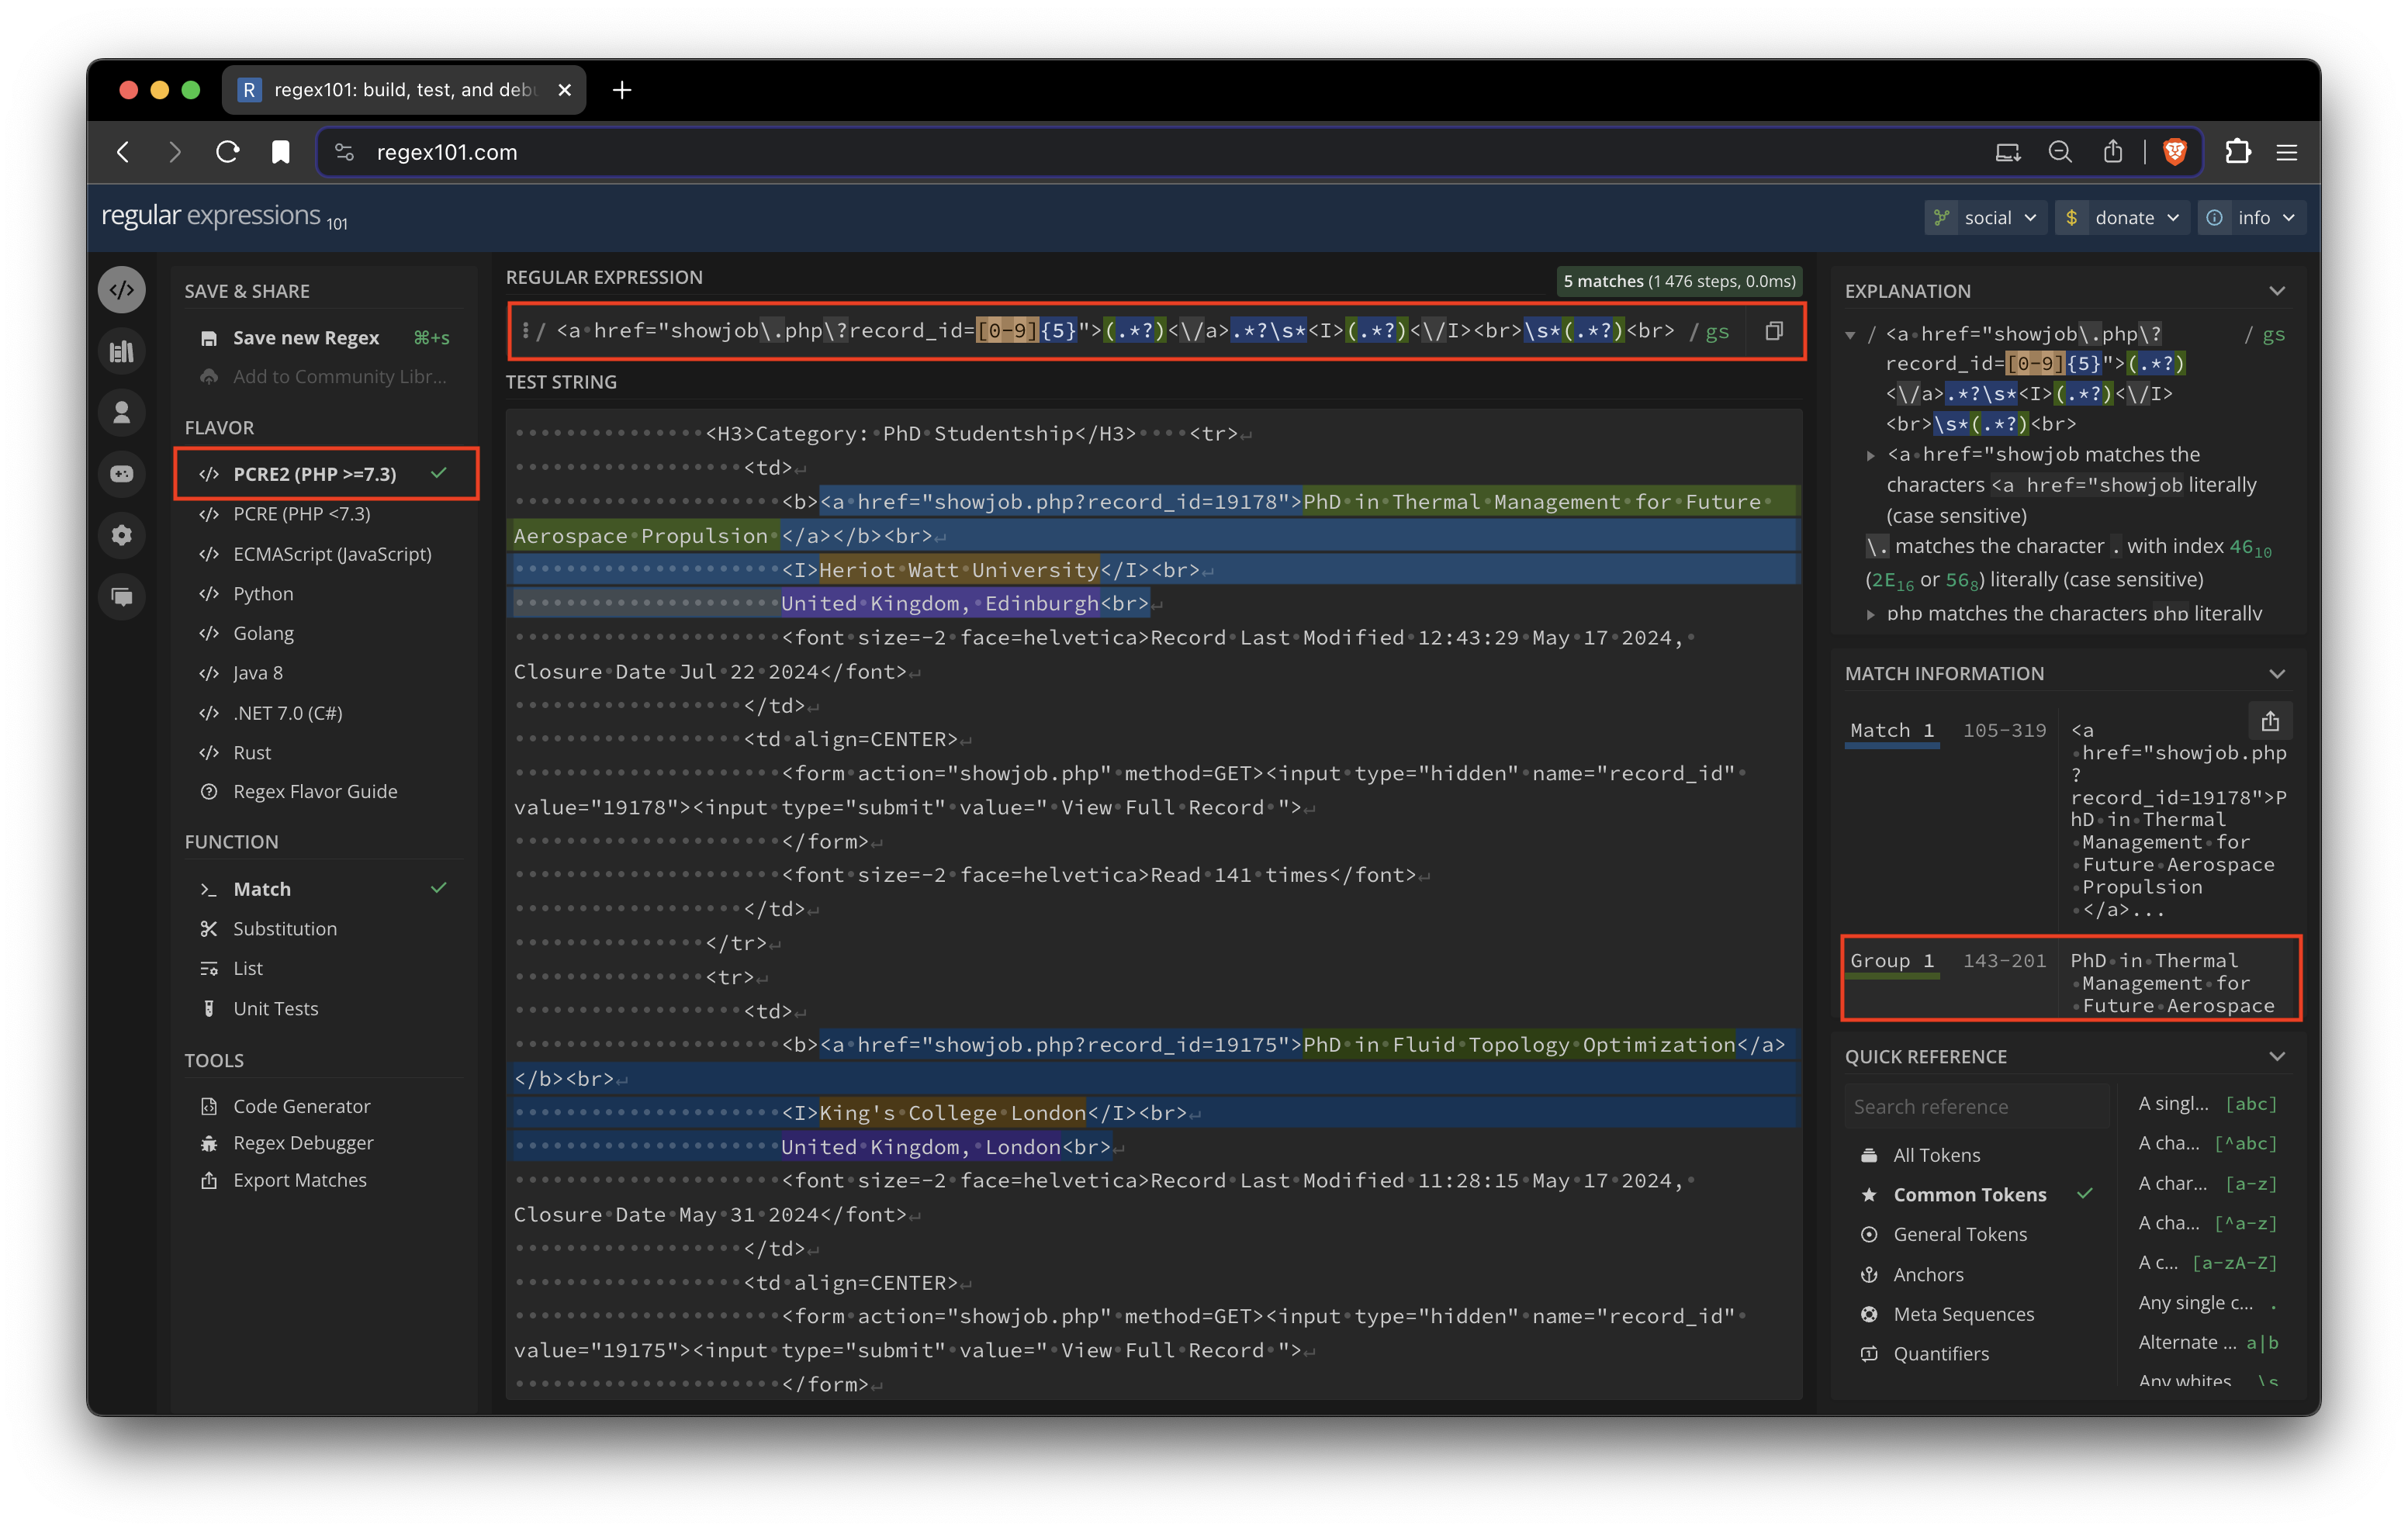 R regex101: build, test, and deb
regex101.com
regular expressions 101
social
donate
info
SAVE & SHARE
Save new Regex ⌘+s
Add to Community Libr...
FLAVOR
</> PCRE2 (PHP >=7.3)
</> PCRE (PHP <7.3)
</> ECMAScript (JavaScript)
</> Python
</> Golang
</> Java 8
</> .NET 7.0 (C#)
</> Rust
Regex Flavor Guide
FUNCTION
Match
Substitution
List
Unit Tests
TOOLS
Code Generator
Regex Debugger
Export Matches
REGULAR EXPRESSION
5 matches (1 476 steps, 0.0ms)
/ <a href="showjob\.php\?record_id=[0-9]{5}">(.*?)<\/a>.*?\s*<I>(.*?)<\/I><br>\s*(.*?)<br> / gs
TEST STRING
<H3>Category: PhD Studentship</H3>    <tr>
<td>
<b><a href="showjob.php?record_id=19178">PhD in Thermal Management for Future
Aerospace Propulsion </a></b><br>
<I>Heriot Watt University</I><br>
United Kingdom, Edinburgh<br>
<font size=-2 face=helvetica>Record Last Modified 12:43:29 May 17 2024,
Closure Date Jul 22 2024</font>
</td>
<td align=CENTER>
<form action="showjob.php" method=GET><input type="hidden" name="record_id"
value="19178"><input type="submit" value=" View Full Record ">
</form>
<font size=-2 face=helvetica>Read 141 times</font>
</td>
</tr>
<tr>
<td>
<b><a href="showjob.php?record_id=19175">PhD in Fluid Topology Optimization</a>
</b><br>
<I>King's College London</I><br>
United Kingdom, London<br>
<font size=-2 face=helvetica>Record Last Modified 11:28:15 May 17 2024,
Closure Date May 31 2024</font>
</td>
<td align=CENTER>
<form action="showjob.php" method=GET><input type="hidden" name="record_id"
value="19175"><input type="submit" value=" View Full Record ">
</form>
EXPLANATION
/ <a href="showjob\.php\? / gs
record_id=[0-9]{5}">(.*?)
<\/a>.*?\s*<I>(.*?)<\/I>
<br>\s*(.*?)<br>
<a href="showjob matches the
characters <a href="showjob literally
(case sensitive)
\. matches the character . with index 46₁₀
(2E₁₆ or 56₈) literally (case sensitive)
php matches the characters php literally
MATCH INFORMATION
Match 1 105-319 <a
href="showjob.php
?
record_id=19178">P
hD in Thermal
Management for
Future Aerospace
Propulsion
</a>...
Group 1 143-201 PhD in Thermal
Management for
Future Aerospace
QUICK REFERENCE
Search reference
All Tokens
Common Tokens
General Tokens
Anchors
Meta Sequences
Quantifiers
A singl... [abc]
A cha... [^abc]
A char... [a-z]
A cha... [^a-z]
A c... [a-zA-Z]
Any single c... .
Alternate ... a|b
Any whites... \s